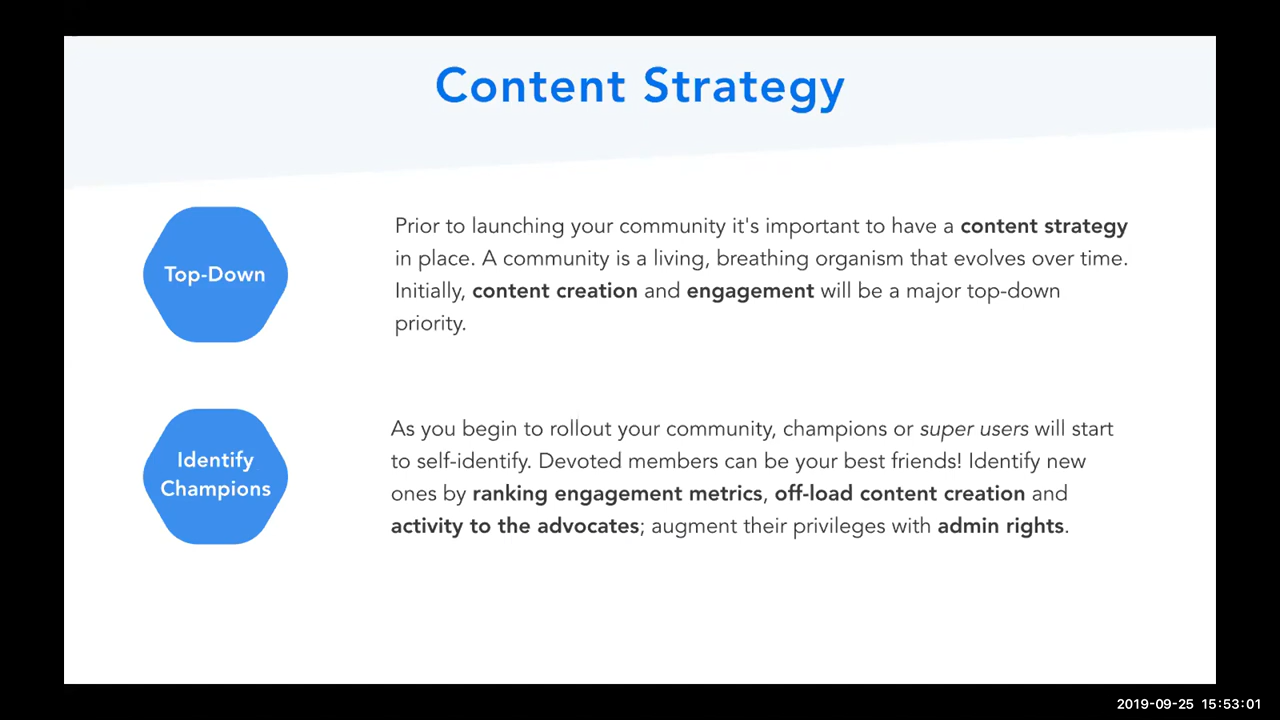 Content Strategy
Top-Down
Prior to launching your community it's important to have a content strategy
in place. A community is a living, breathing organism that evolves over time.
Initially, content creation and engagement will be a major top-down
priority.
Identify
Champions
As you begin to rollout your community, champions or super users will start
to self-identify. Devoted members can be your best friends! Identify new
ones by ranking engagement metrics, off-load content creation and
activity to the advocates; augment their privileges with admin rights.
2019-09-25 15:53:01